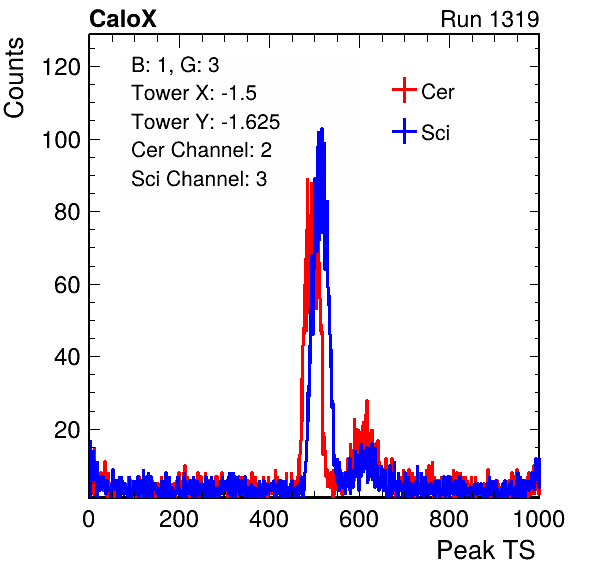 CaloX Run 1319
Counts
B: 1, G: 3
Tower X: -1.5
Tower Y: -1.625
Cer Channel: 2
Sci Channel: 3
Cer
Sci
120
100
80
60
40
20
0 200 400 600 800 1000
Peak TS